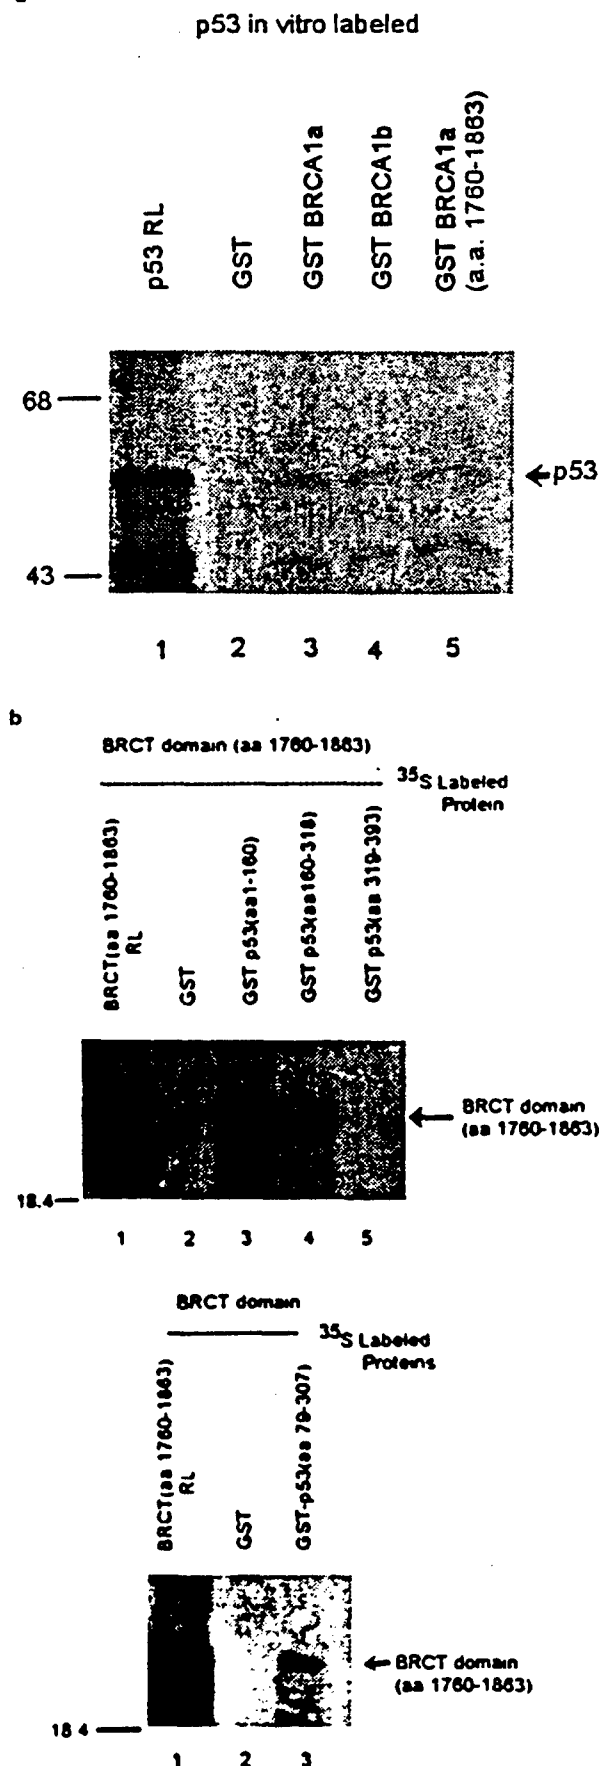 p53 in vitro labeled
p53 RL
GST
GST BRCA1a
GST BRCA1b
GST BRCA1a
(a.a. 1760-1863)
68
p53
43
1 2 3 4 5
b
BRCT domain (aa 1760-1863)
35S Labeled
Protein
BRCT(aa 1760-1863)
RL
GST
GST p53(aa1-160)
GST p53(aa160-318)
GST p53(aa 319-393)
BRCT domain
(aa 1760-1863)
18.4
1 2 3 4 5
BRCT domain
35S Labeled
Proteins
BRCT(aa 1760-1863)
RL
GST
GST-p53(aa 79-307)
BRCT domain
(aa 1760-1863)
18 4
1 2 3